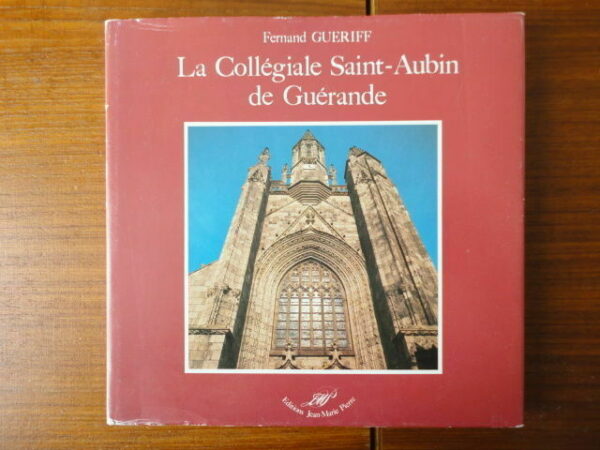 Fernand GUERIFF
La Collégiale Saint-Aubin
de Guérande
Editions Jean-Marie Pierre